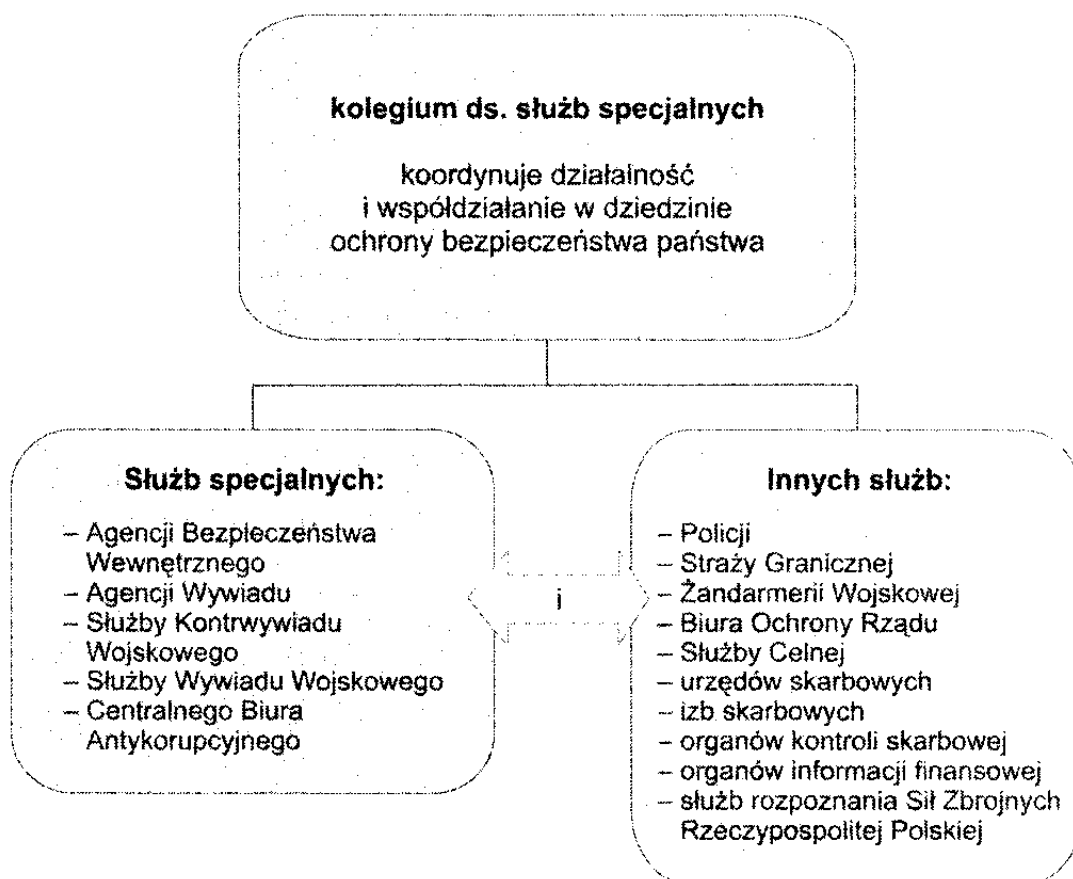 kolegium ds. służb specjalnych
koordynuje działalność
i współdziałanie w dziedzinie
ochrony bezpieczeństwa państwa
Służb specjalnych:
– Agencji Bezpieczeństwa
Wewnętrznego
– Agencji Wywiadu
– Służby Kontrwywiadu
Wojskowego
– Służby Wywiadu Wojskowego
– Centralnego Biura
Antykorupcyjnego
i
Innych służb:
– Policji
– Straży Granicznej
– Żandarmerii Wojskowej
– Biura Ochrony Rządu
– Służby Celnej
– urzędów skarbowych
– izb skarbowych
– organów kontroli skarbowej
– organów informacji finansowej
– służb rozpoznania Sił Zbrojnych
Rzeczypospolitej Polskiej